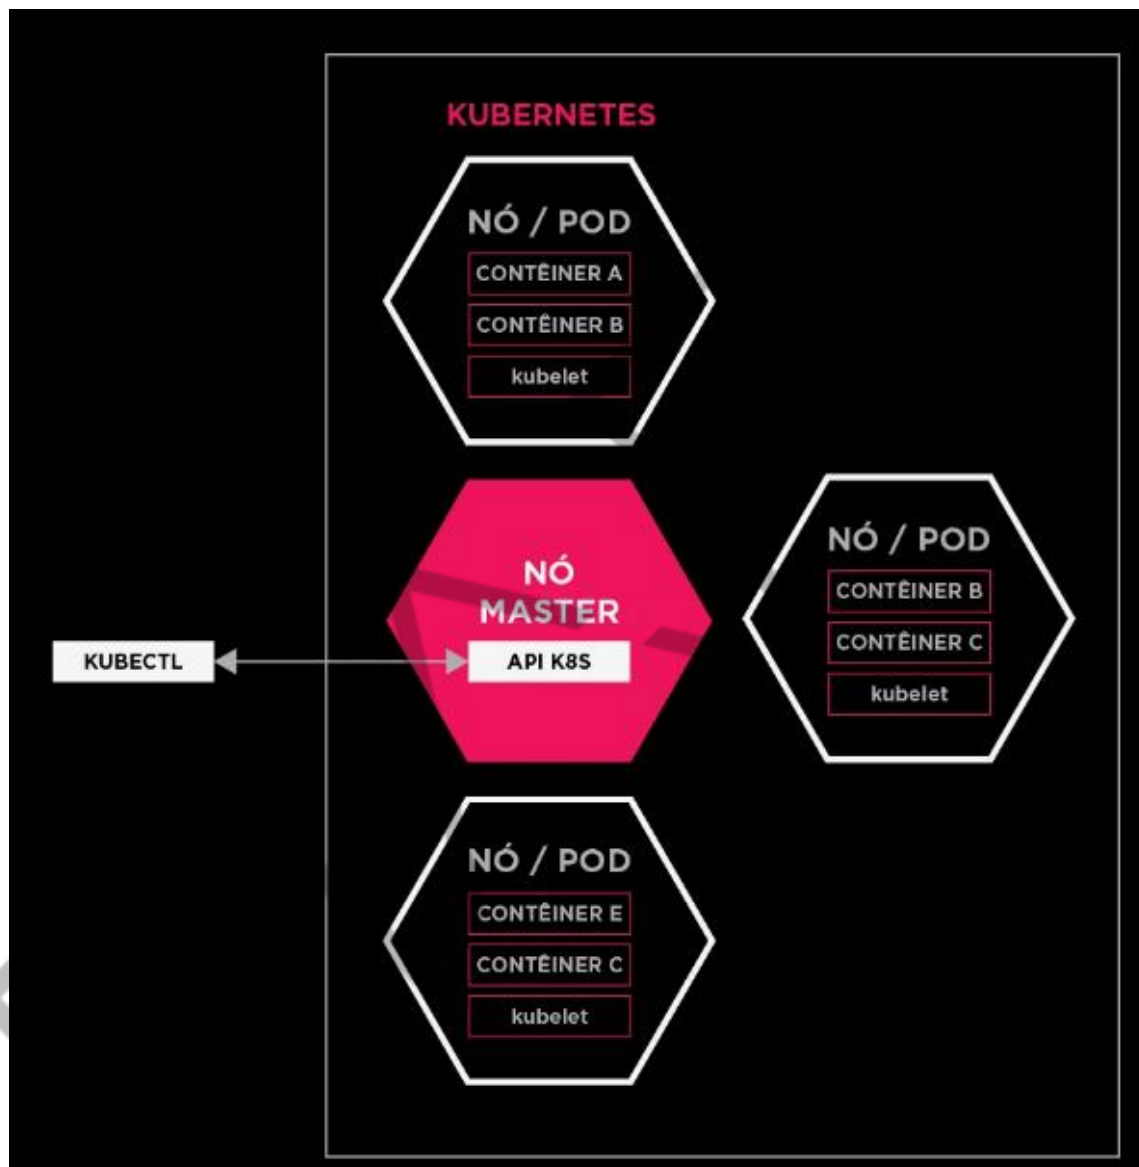 KUBERNETES
NÓ / POD
CONTÊINER A
CONTÊINER B
kubelet
NÓ
MASTER
API K8S
KUBECTL
NÓ / POD
CONTÊINER B
CONTÊINER C
kubelet
NÓ / POD
CONTÊINER E
CONTÊINER C
kubelet